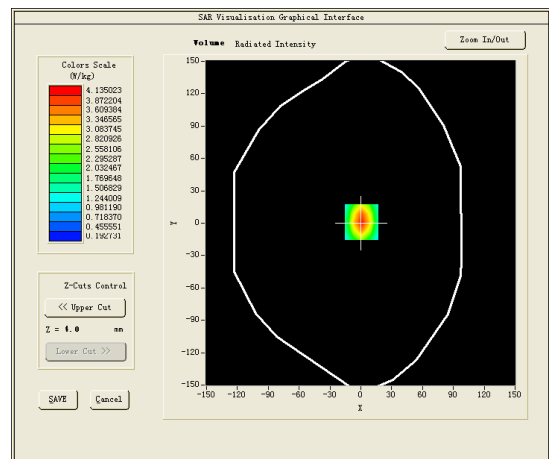 SAR Visualisation Graphical Interface
Volume Radiated Intensity
Zoom In/Out
Colors Scale
(W/kg)
4.135023
3.872204
3.609384
3.346565
3.083745
2.820926
2.558106
2.295287
2.032467
1.769648
1.506829
1.244009
0.981190
0.718370
0.455551
0.192731
Z-Cuts Control
<< Upper Cut
Z = 4.0 mm
Lower Cut >>
SAVE Cancel
150
120
90
60
30
0
-30
-60
-90
-120
-150
Y
-150 -120 -90 -60 -30 0 30 60 90 120 150
X